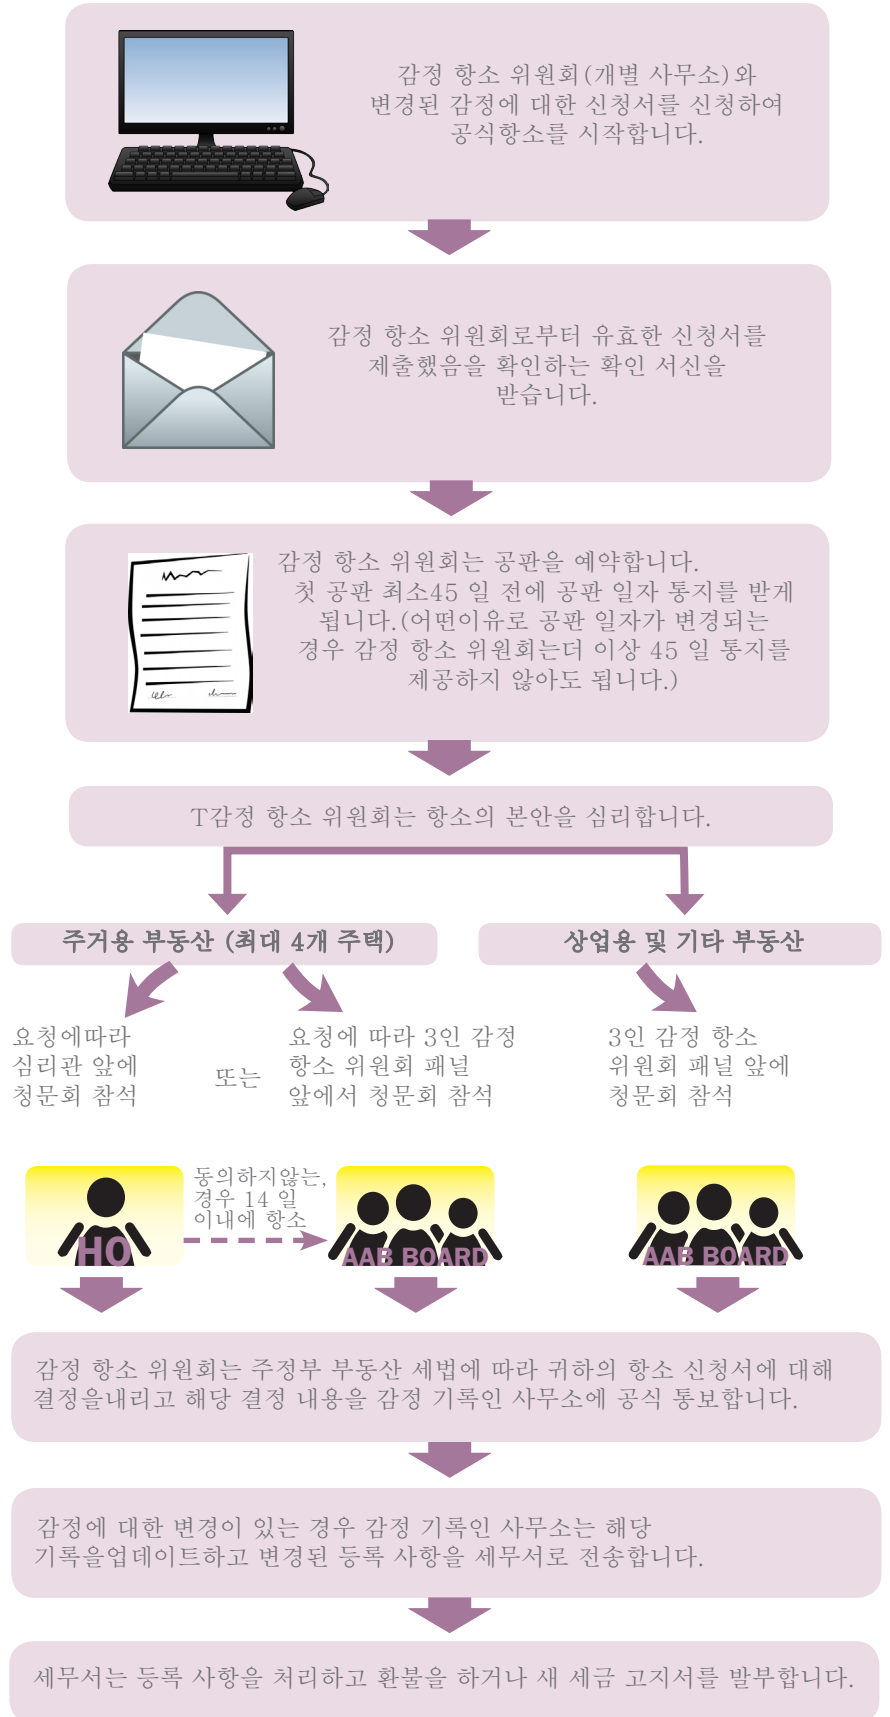 감정 항소 위원회(개별 사무소)와
변경된 감정에 대한 신청서를 신청하여
공식항소를 시작합니다.
감정 항소 위원회로부터 유효한 신청서를
제출했음을 확인하는 확인 서신을
받습니다.
감정 항소 위원회는 공판을 예약합니다.
첫 공판 최소45 일 전에 공판 일자 통지를 받게
됩니다.(어떤이유로 공판 일자가 변경되는
경우 감정 항소 위원회는더 이상 45 일 통지를
제공하지 않아도 됩니다.)
T감정 항소 위원회는 항소의 본안을 심리합니다.
주거용 부동산 (최대 4개 주택)
상업용 및 기타 부동산
요청에따라
심리관 앞에
청문회 참석
또는
요청에 따라 3인 감정
항소 위원회 패널
앞에서 청문회 참석
3인 감정 항소
위원회 패널 앞에
청문회 참석
동의하지않는,
경우 14 일
이내에 항소
HO
AAB BOARD
AAB BOARD
감정 항소 위원회는 주정부 부동산 세법에 따라 귀하의 항소 신청서에 대해
결정을내리고 해당 결정 내용을 감정 기록인 사무소에 공식 통보합니다.
감정에 대한 변경이 있는 경우 감정 기록인 사무소는 해당
기록을업데이트하고 변경된 등록 사항을 세무서로 전송합니다.
세무서는 등록 사항을 처리하고 환불을 하거나 새 세금 고지서를 발부합니다.